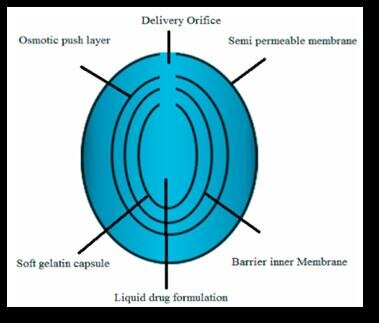 Delivery Orifice
Osmotic push layer
Semi permeable membrane
Soft gelatin capsule
Barrier inner Membrane
Liquid drug formulation